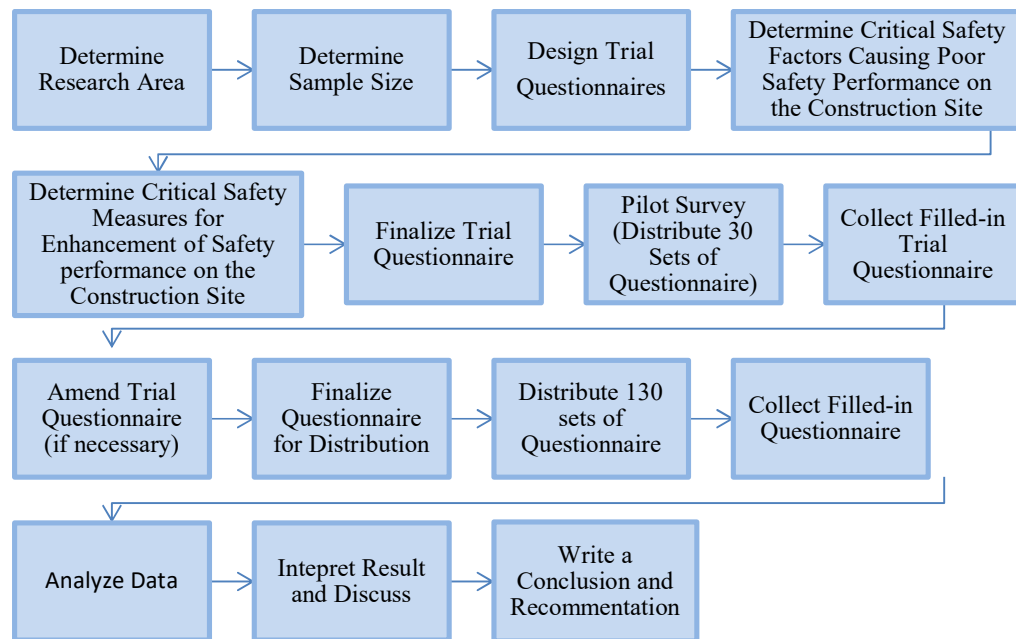 Determine
Research Area
Determine
Sample Size
Design Trial
Questionnaires
Determine Critical Safety
Factors Causing Poor
Safety Performance on
the Construction Site
Determine Critical Safety
Measures for
Enhancement of Safety
performance on the
Construction Site
Finalize Trial
Questionnaire
Pilot Survey
(Distribute 30
Sets of
Questionnaire)
Collect Filled-in
Trial
Questionnaire
Amend Trial
Questionnaire
(if necessary)
Finalize
Questionnaire
for Distribution
Distribute 130
sets of
Questionnaire
Collect Filled-in
Questionnaire
Analyze Data
Intepret Result
and Discuss
Write a
Conclusion and
Recommentation